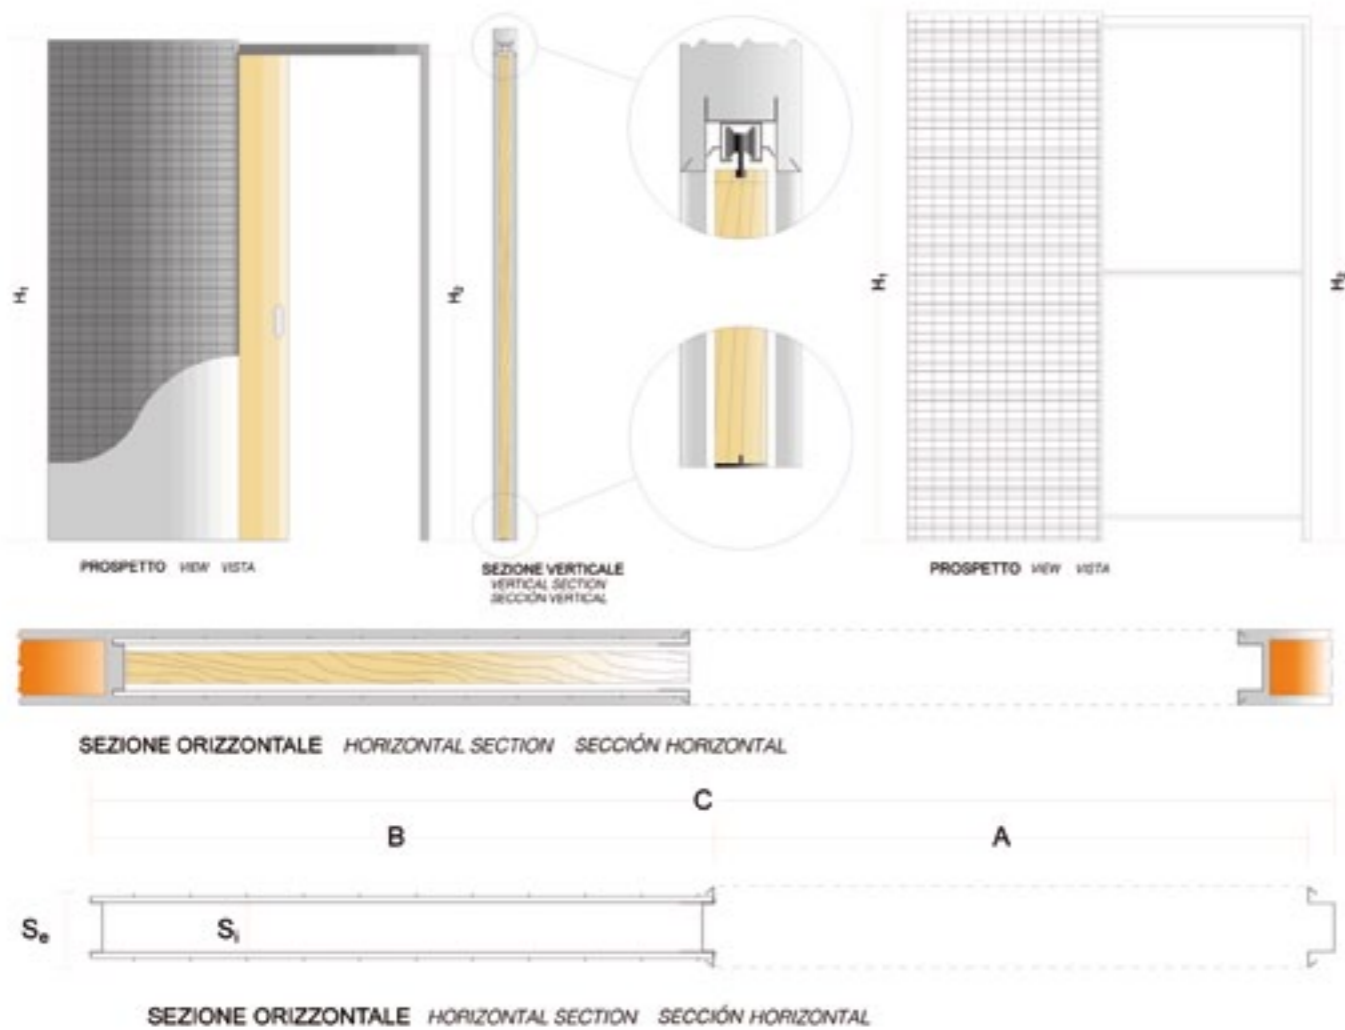 H₁
H₂
H₁
H₂
PROSPETTO VIEW VISTA
SEZIONE VERTICALE
VERTICAL SECTION
SECCIÓN VERTICAL
PROSPETTO VIEW VISTA
SEZIONE ORIZZONTALE HORIZONTAL SECTION SECCIÓN HORIZONTAL
C
B A
Sₑ Sᵢ
SEZIONE ORIZZONTALE HORIZONTAL SECTION SECCIÓN HORIZONTAL